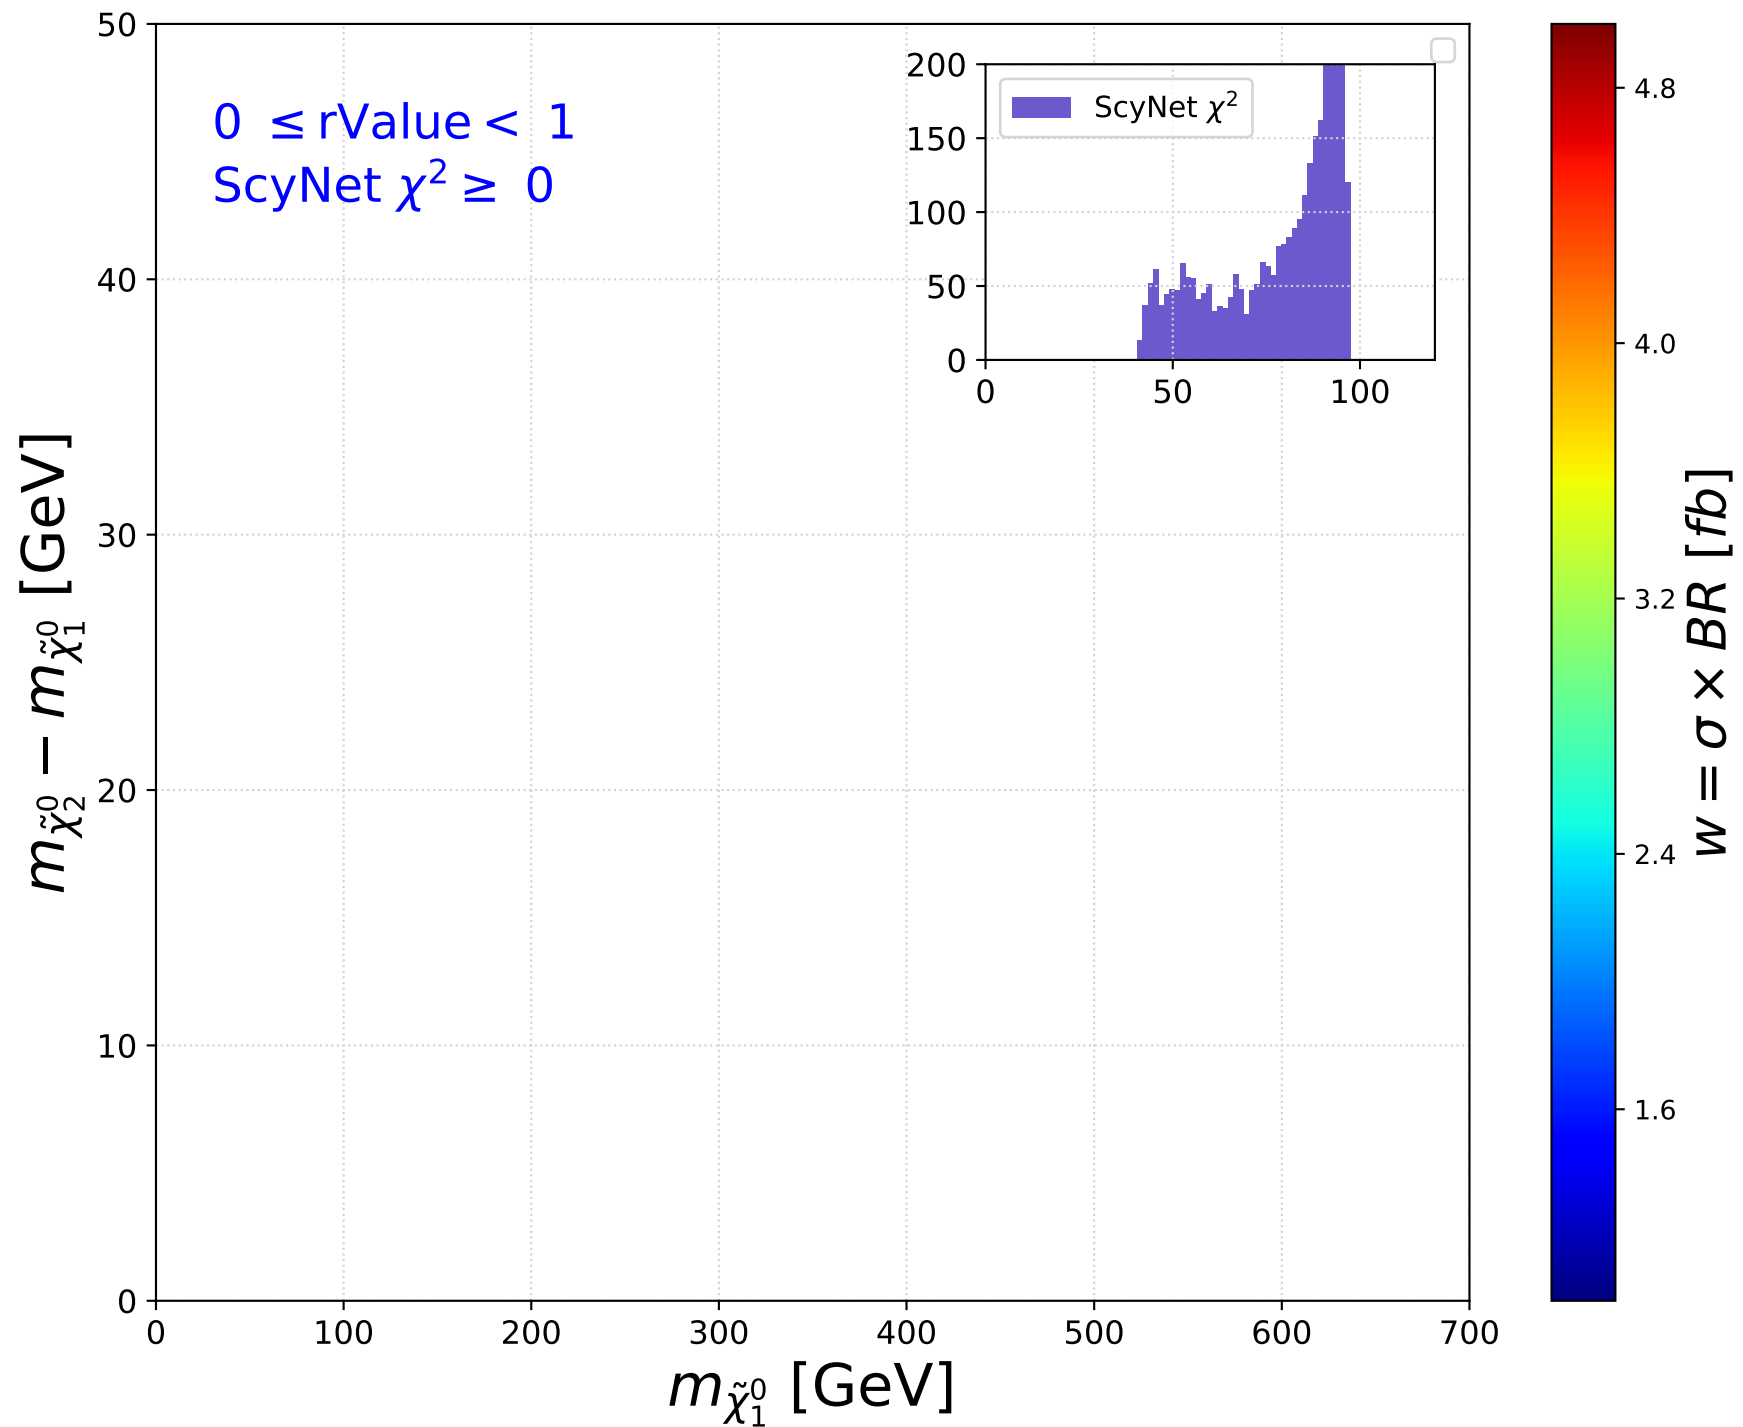 0 ≤ rValue < 1
ScyNet χ² ≥ 0
50
40
30
20
10
0
m_χ̃₂⁰ − m_χ̃₁⁰ [GeV]
0 100 200 300 400 500 600 700
m_χ̃₁⁰ [GeV]
ScyNet χ²
200
150
100
50
0
0 50 100
4.8
4.0
3.2
2.4
1.6
w = σ × BR [fb]